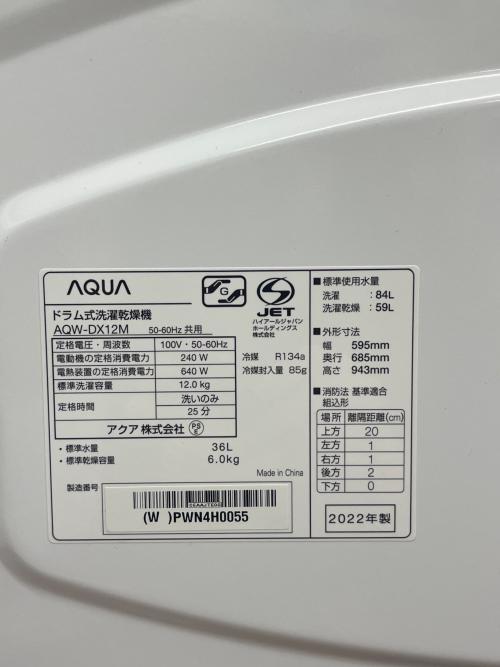 AQUA
G
S
JET
ハイアールジャパン
ホールディングス
株式会社
ドラム式洗濯乾燥機
AQW-DX12M 50-60Hz 共用
定格電圧・周波数 100V・50-60Hz
電動機の定格消費電力 240 W
電熱装置の定格消費電力 640 W
標準洗濯容量 12.0 kg
定格時間 洗いのみ
25 分
アクア 株式会社 PS E
冷媒 R134a
冷媒封入量 85g
・標準水量 36L
・標準乾燥容量 6.0kg
Made in China
製造番号
(W )PWN4H0055
■標準使用水量
洗濯 :84L
洗濯乾燥 :59L
■外形寸法
幅 595mm
奥行 685mm
高さ 943mm
■消防法 基準適合
組込形
場所 離隔距離(cm)
上方 20
左方 1
右方 1
後方 2
下方 0
2022年製